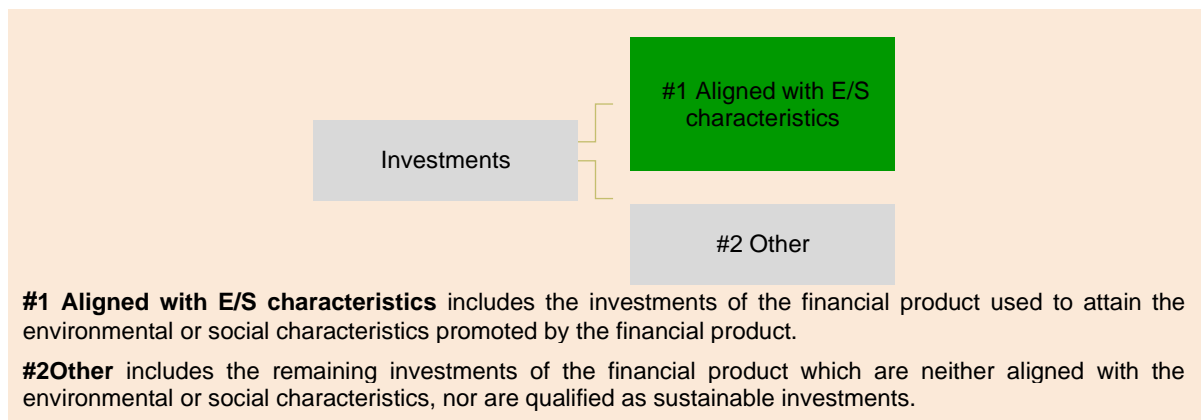 #1 Aligned with E/S
characteristics
Investments
#2 Other
#1 Aligned with E/S characteristics includes the investments of the financial product used to attain the
environmental or social characteristics promoted by the financial product.
#2Other includes the remaining investments of the financial product which are neither aligned with the
environmental or social characteristics, nor are qualified as sustainable investments.